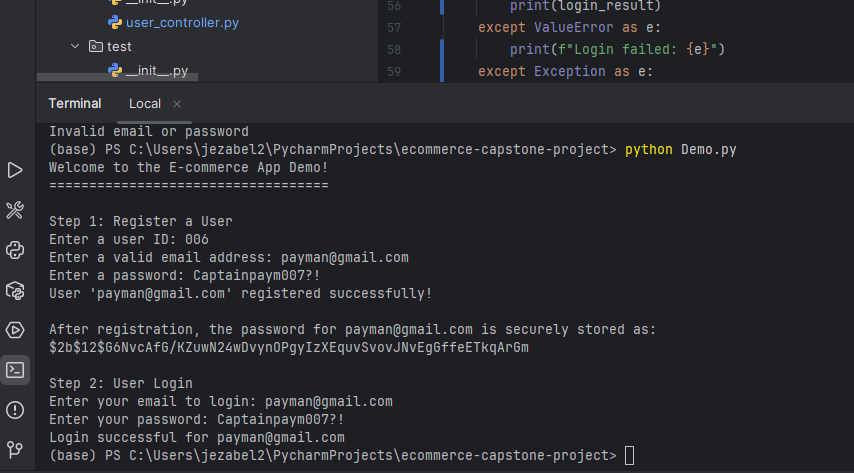 __init__.py
user_controller.py
test
__init__.py
56 print(login_result)
57 except ValueError as e:
58 print(f"Login failed: {e}")
59 except Exception as e:
Terminal Local ×
Invalid email or password
(base) PS C:\Users\jezabel2\PycharmProjects\ecommerce-capstone-project> python Demo.py
Welcome to the E-commerce App Demo!
===================================
Step 1: Register a User
Enter a user ID: 006
Enter a valid email address: payman@gmail.com
Enter a password: Captainpaym007?!
User 'payman@gmail.com' registered successfully!
After registration, the password for payman@gmail.com is securely stored as:
$2b$12$G6NvcAfG/KZuwN24wDvynOPgyIzXEquvSvovJNvEgGffeETkqArGm
Step 2: User Login
Enter your email to login: payman@gmail.com
Enter your password: Captainpaym007?!
Login successful for payman@gmail.com
(base) PS C:\Users\jezabel2\PycharmProjects\ecommerce-capstone-project>